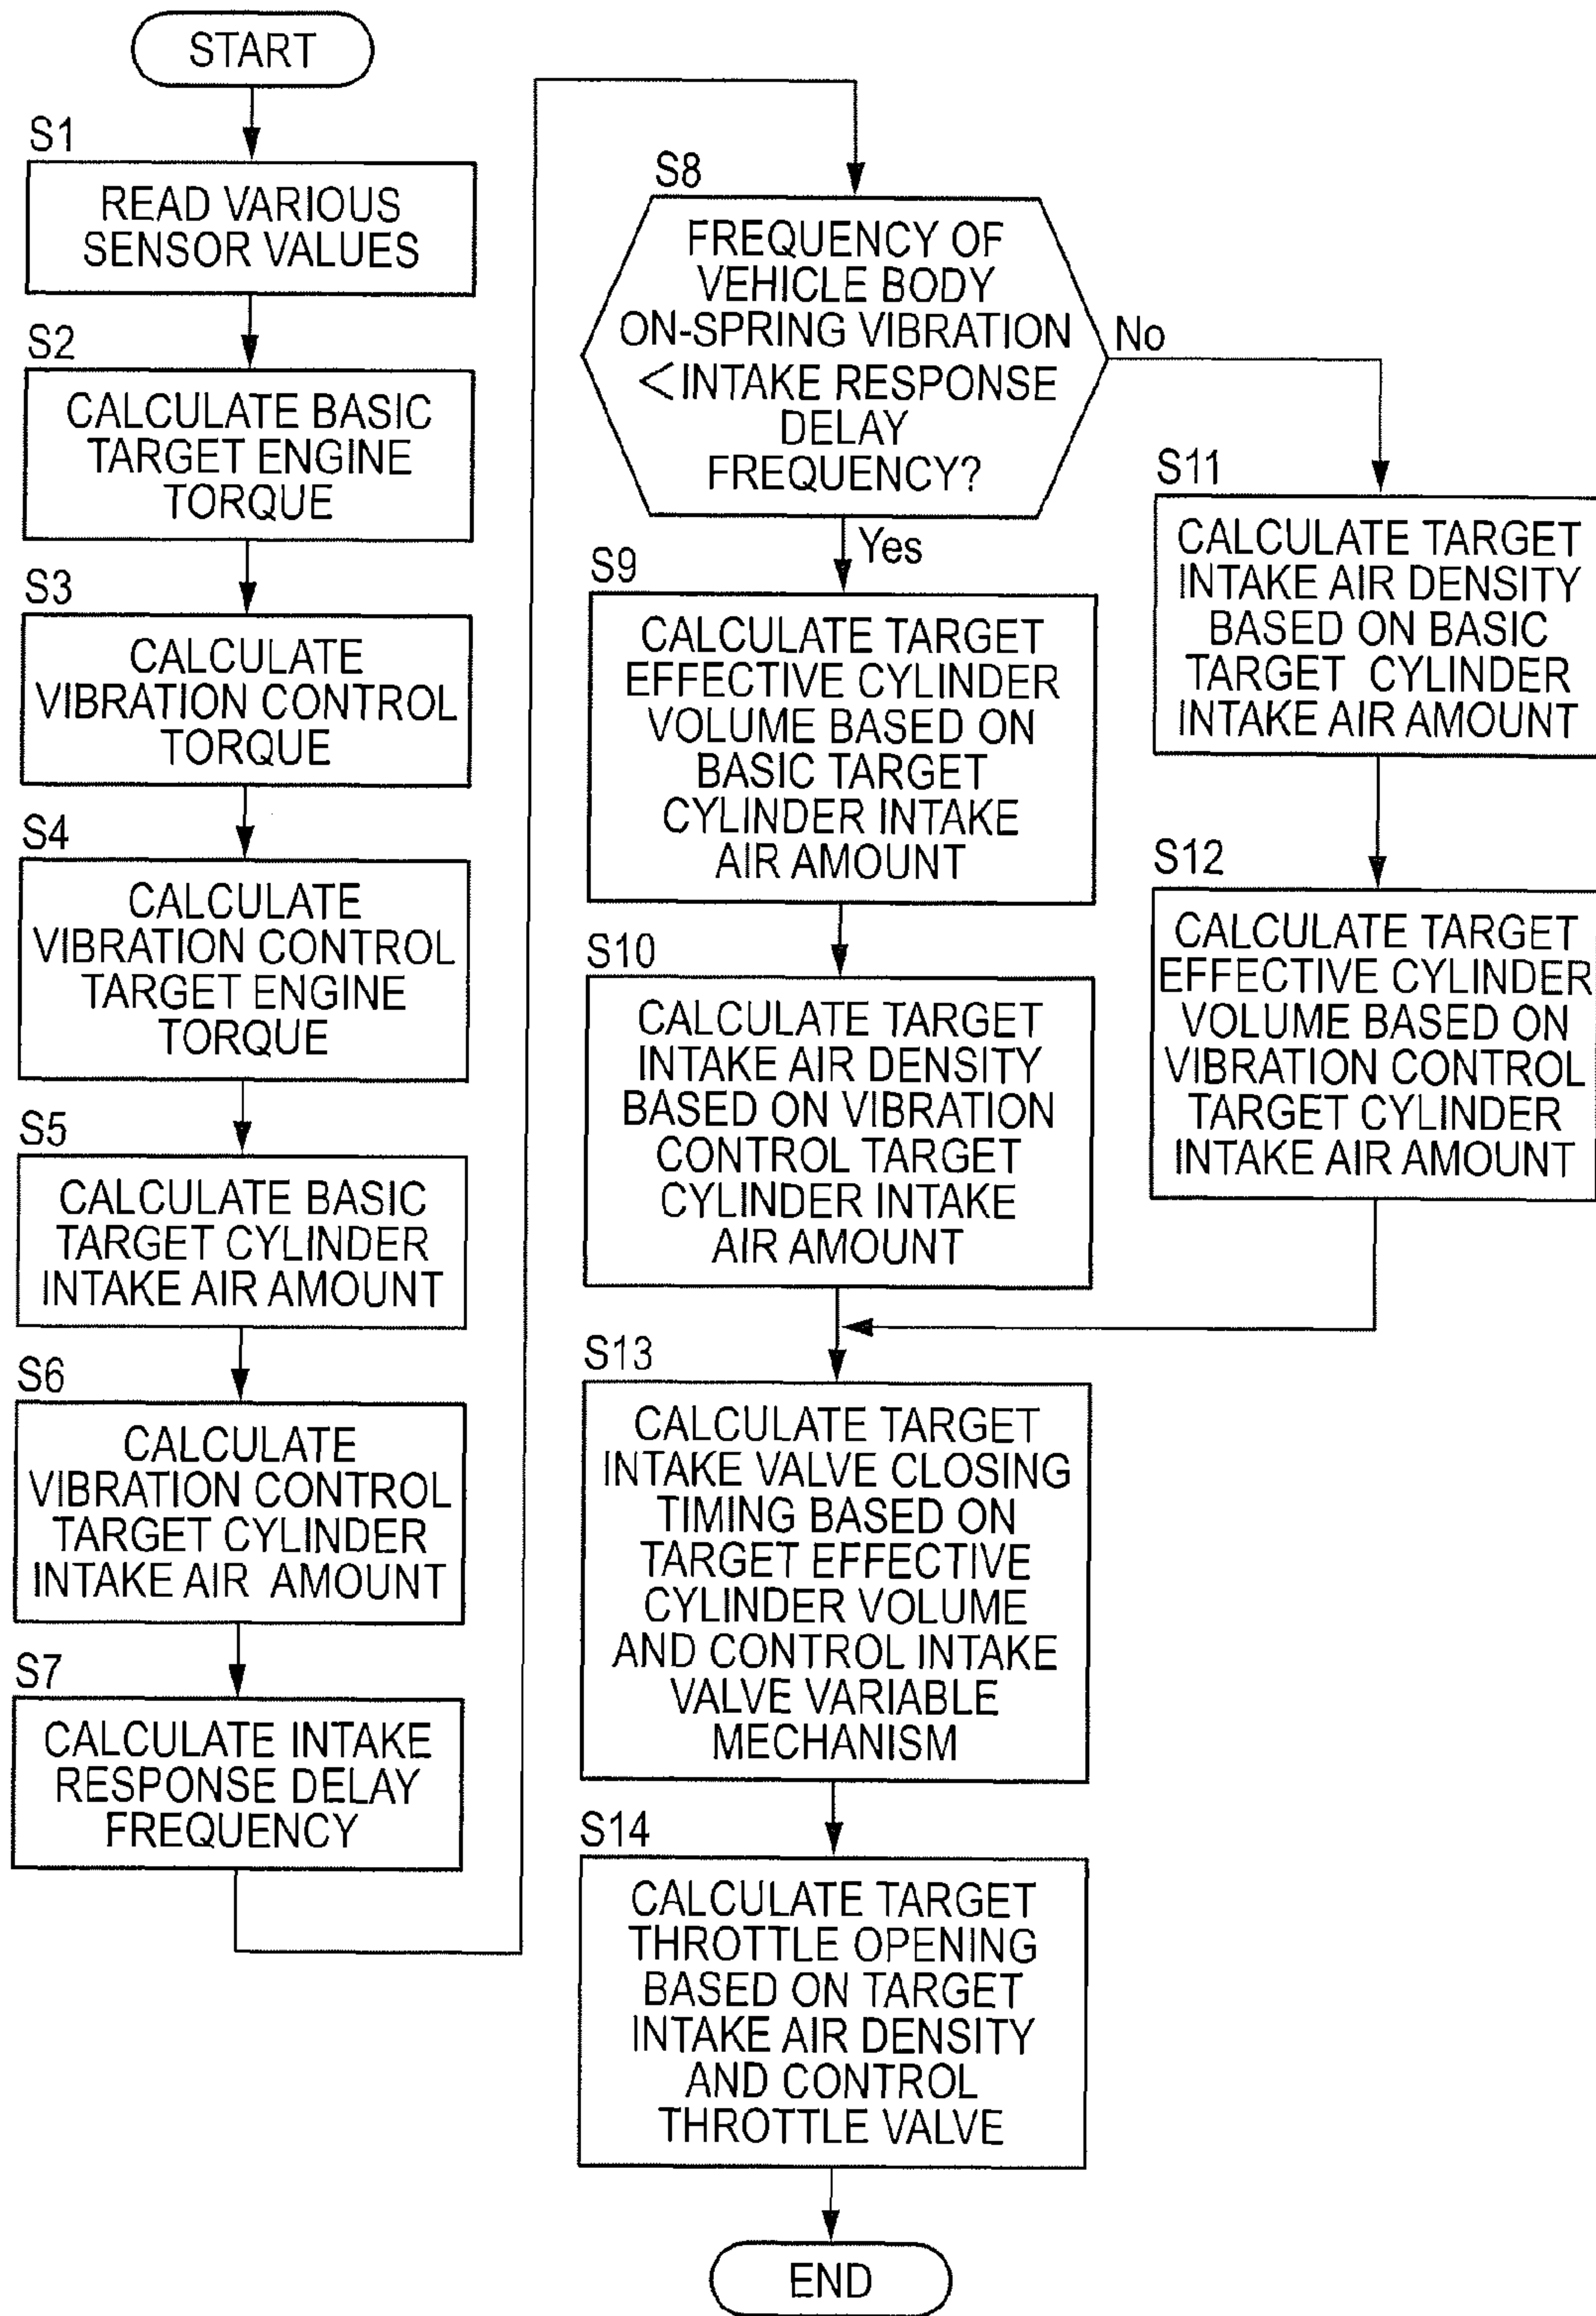 START
S1
READ VARIOUS
SENSOR VALUES
S2
CALCULATE BASIC
TARGET ENGINE
TORQUE
S3
CALCULATE
VIBRATION CONTROL
TORQUE
S4
CALCULATE
VIBRATION CONTROL
TARGET ENGINE
TORQUE
S5
CALCULATE BASIC
TARGET CYLINDER
INTAKE AIR AMOUNT
S6
CALCULATE
VIBRATION CONTROL
TARGET CYLINDER
INTAKE AIR AMOUNT
S7
CALCULATE INTAKE
RESPONSE DELAY
FREQUENCY
S8
FREQUENCY OF
VEHICLE BODY
ON-SPRING VIBRATION
<INTAKE RESPONSE
DELAY
FREQUENCY?
No
Yes
S9
CALCULATE TARGET
EFFECTIVE CYLINDER
VOLUME BASED ON
BASIC TARGET
CYLINDER INTAKE
AIR AMOUNT
S10
CALCULATE TARGET
INTAKE AIR DENSITY
BASED ON VIBRATION
CONTROL TARGET
CYLINDER INTAKE
AIR AMOUNT
S11
CALCULATE TARGET
INTAKE AIR DENSITY
BASED ON BASIC
TARGET CYLINDER
INTAKE AIR AMOUNT
S12
CALCULATE TARGET
EFFECTIVE CYLINDER
VOLUME BASED ON
VIBRATION CONTROL
TARGET CYLINDER
INTAKE AIR AMOUNT
S13
CALCULATE TARGET
INTAKE VALVE CLOSING
TIMING BASED ON
TARGET EFFECTIVE
CYLINDER VOLUME
AND CONTROL INTAKE
VALVE VARIABLE
MECHANISM
S14
CALCULATE TARGET
THROTTLE OPENING
BASED ON TARGET
INTAKE AIR DENSITY
AND CONTROL
THROTTLE VALVE
END